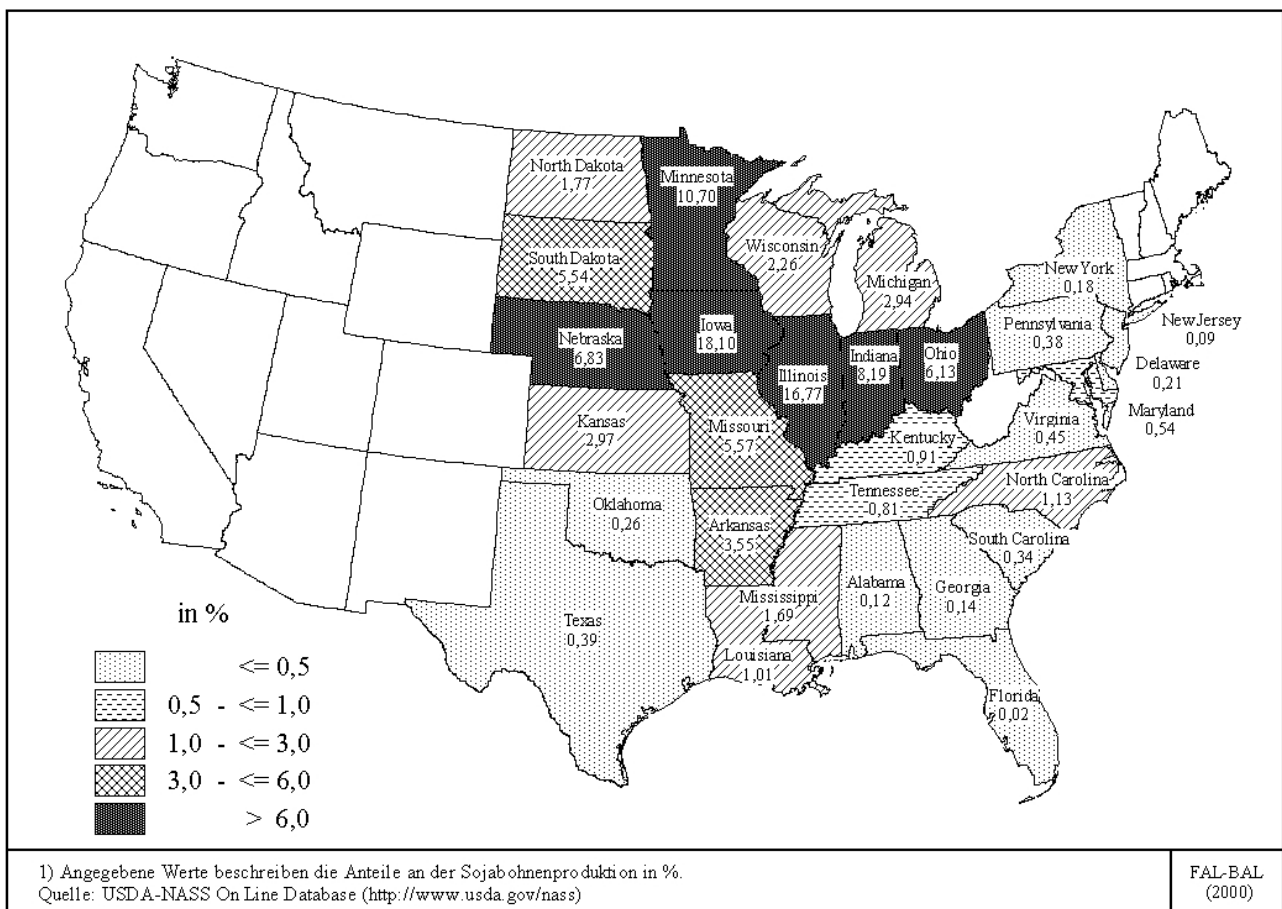 North Dakota
1,77
Minnesota
10,70
South Dakota
5,54
Wisconsin
2,26
Michigan
2,94
New York
0,18
Pennsylvania
0,38
New Jersey
0,09
Delaware
0,21
Maryland
0,54
Nebraska
6,83
Iowa
18,10
Illinois
16,77
Indiana
8,19
Ohio
6,13
Virginia
0,45
Kansas
2,97
Missouri
5,57
Kentucky
0,91
North Carolina
1,13
Tennessee
0,81
Oklahoma
0,26
Arkansas
3,55
South Carolina
0,34
Mississippi
1,69
Alabama
0,12
Georgia
0,14
Texas
0,39
Louisiana
1,01
Florida
0,02
in %
<= 0,5
0,5 - <= 1,0
1,0 - <= 3,0
3,0 - <= 6,0
> 6,0
1) Angegebene Werte beschreiben die Anteile an der Sojabohnenproduktion in %.
Quelle: USDA-NASS On Line Database (http://www.usda.gov/nass)
FAL-BAL
(2000)